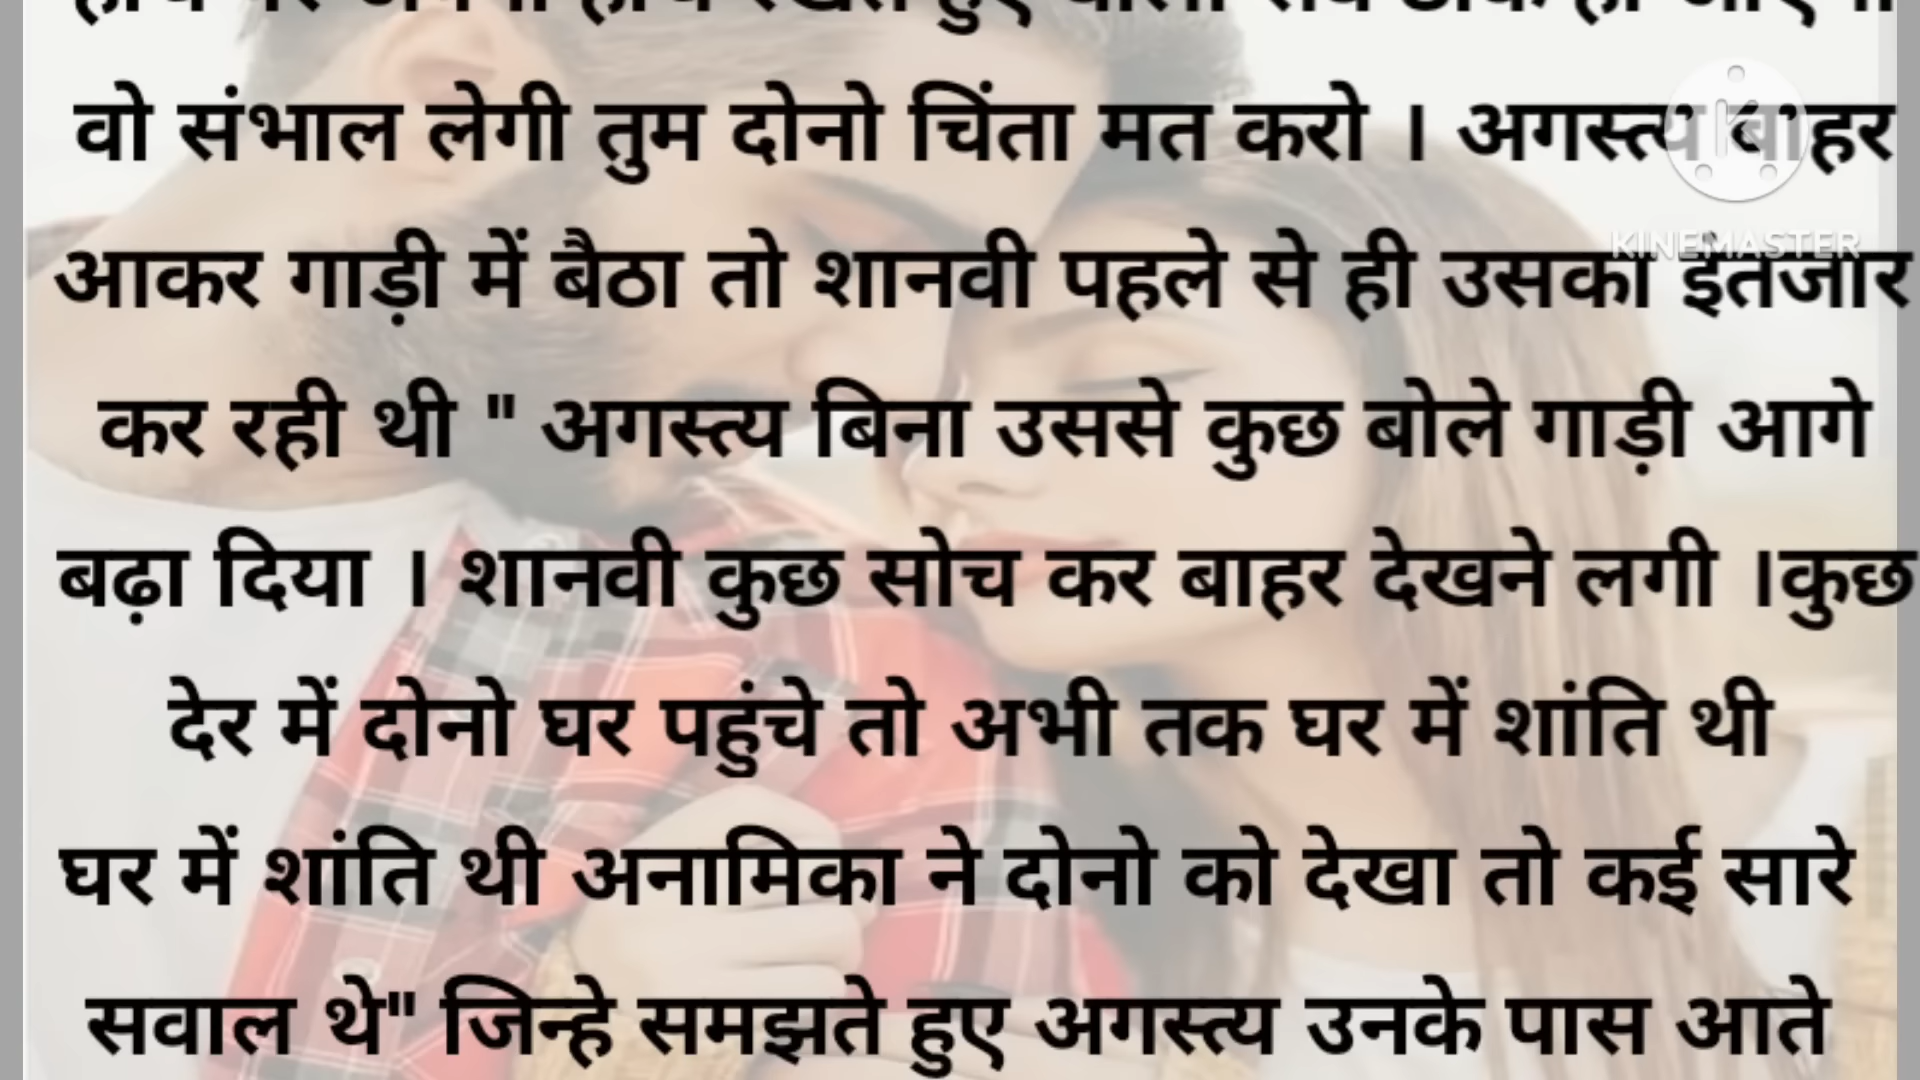 वो संभाल लेगी तुम दोनो चिंता मत करो । अगस्त्य बाहर
KINEMASTER
आकर गाड़ी में बैठा तो शानवी पहले से ही उसका इंतजार
कर रही थी " अगस्त्य बिना उससे कुछ बोले गाड़ी आगे
बढ़ा दिया । शानवी कुछ सोच कर बाहर देखने लगी ।कुछ
देर में दोनो घर पहुंचे तो अभी तक घर में शांति थी
घर में शांति थी अनामिका ने दोनो को देखा तो कई सारे
सवाल थे" जिन्हे समझते हुए अगस्त्य उनके पास आते